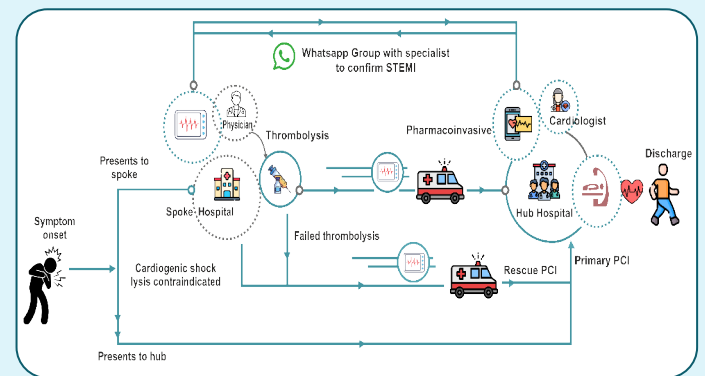 Whatsapp Group with specialist
to confirm STEMI
Physician
Thrombolysis
Pharmacoinvasive
Cardiologist
Discharge
Presents to
spoke
Spoke Hospital
Hub Hospital
Symptom
onset
Failed thrombolysis
Cardiogenic shock
lysis contraindicated
Rescue PCI
Primary PCI
Presents to hub